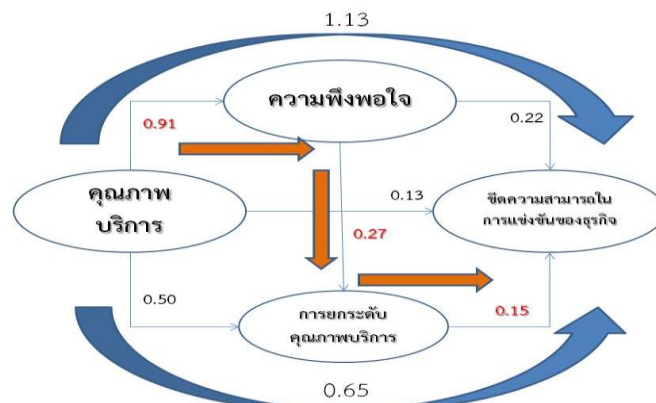 1.13
ความพึงพอใจ
0.91
0.22
คุณภาพ
บริการ
0.13
ขีดความสามารถใน
การแข่งขันของธุรกิจ
0.27
0.50
การยกระดับ
คุณภาพบริการ
0.15
0.65